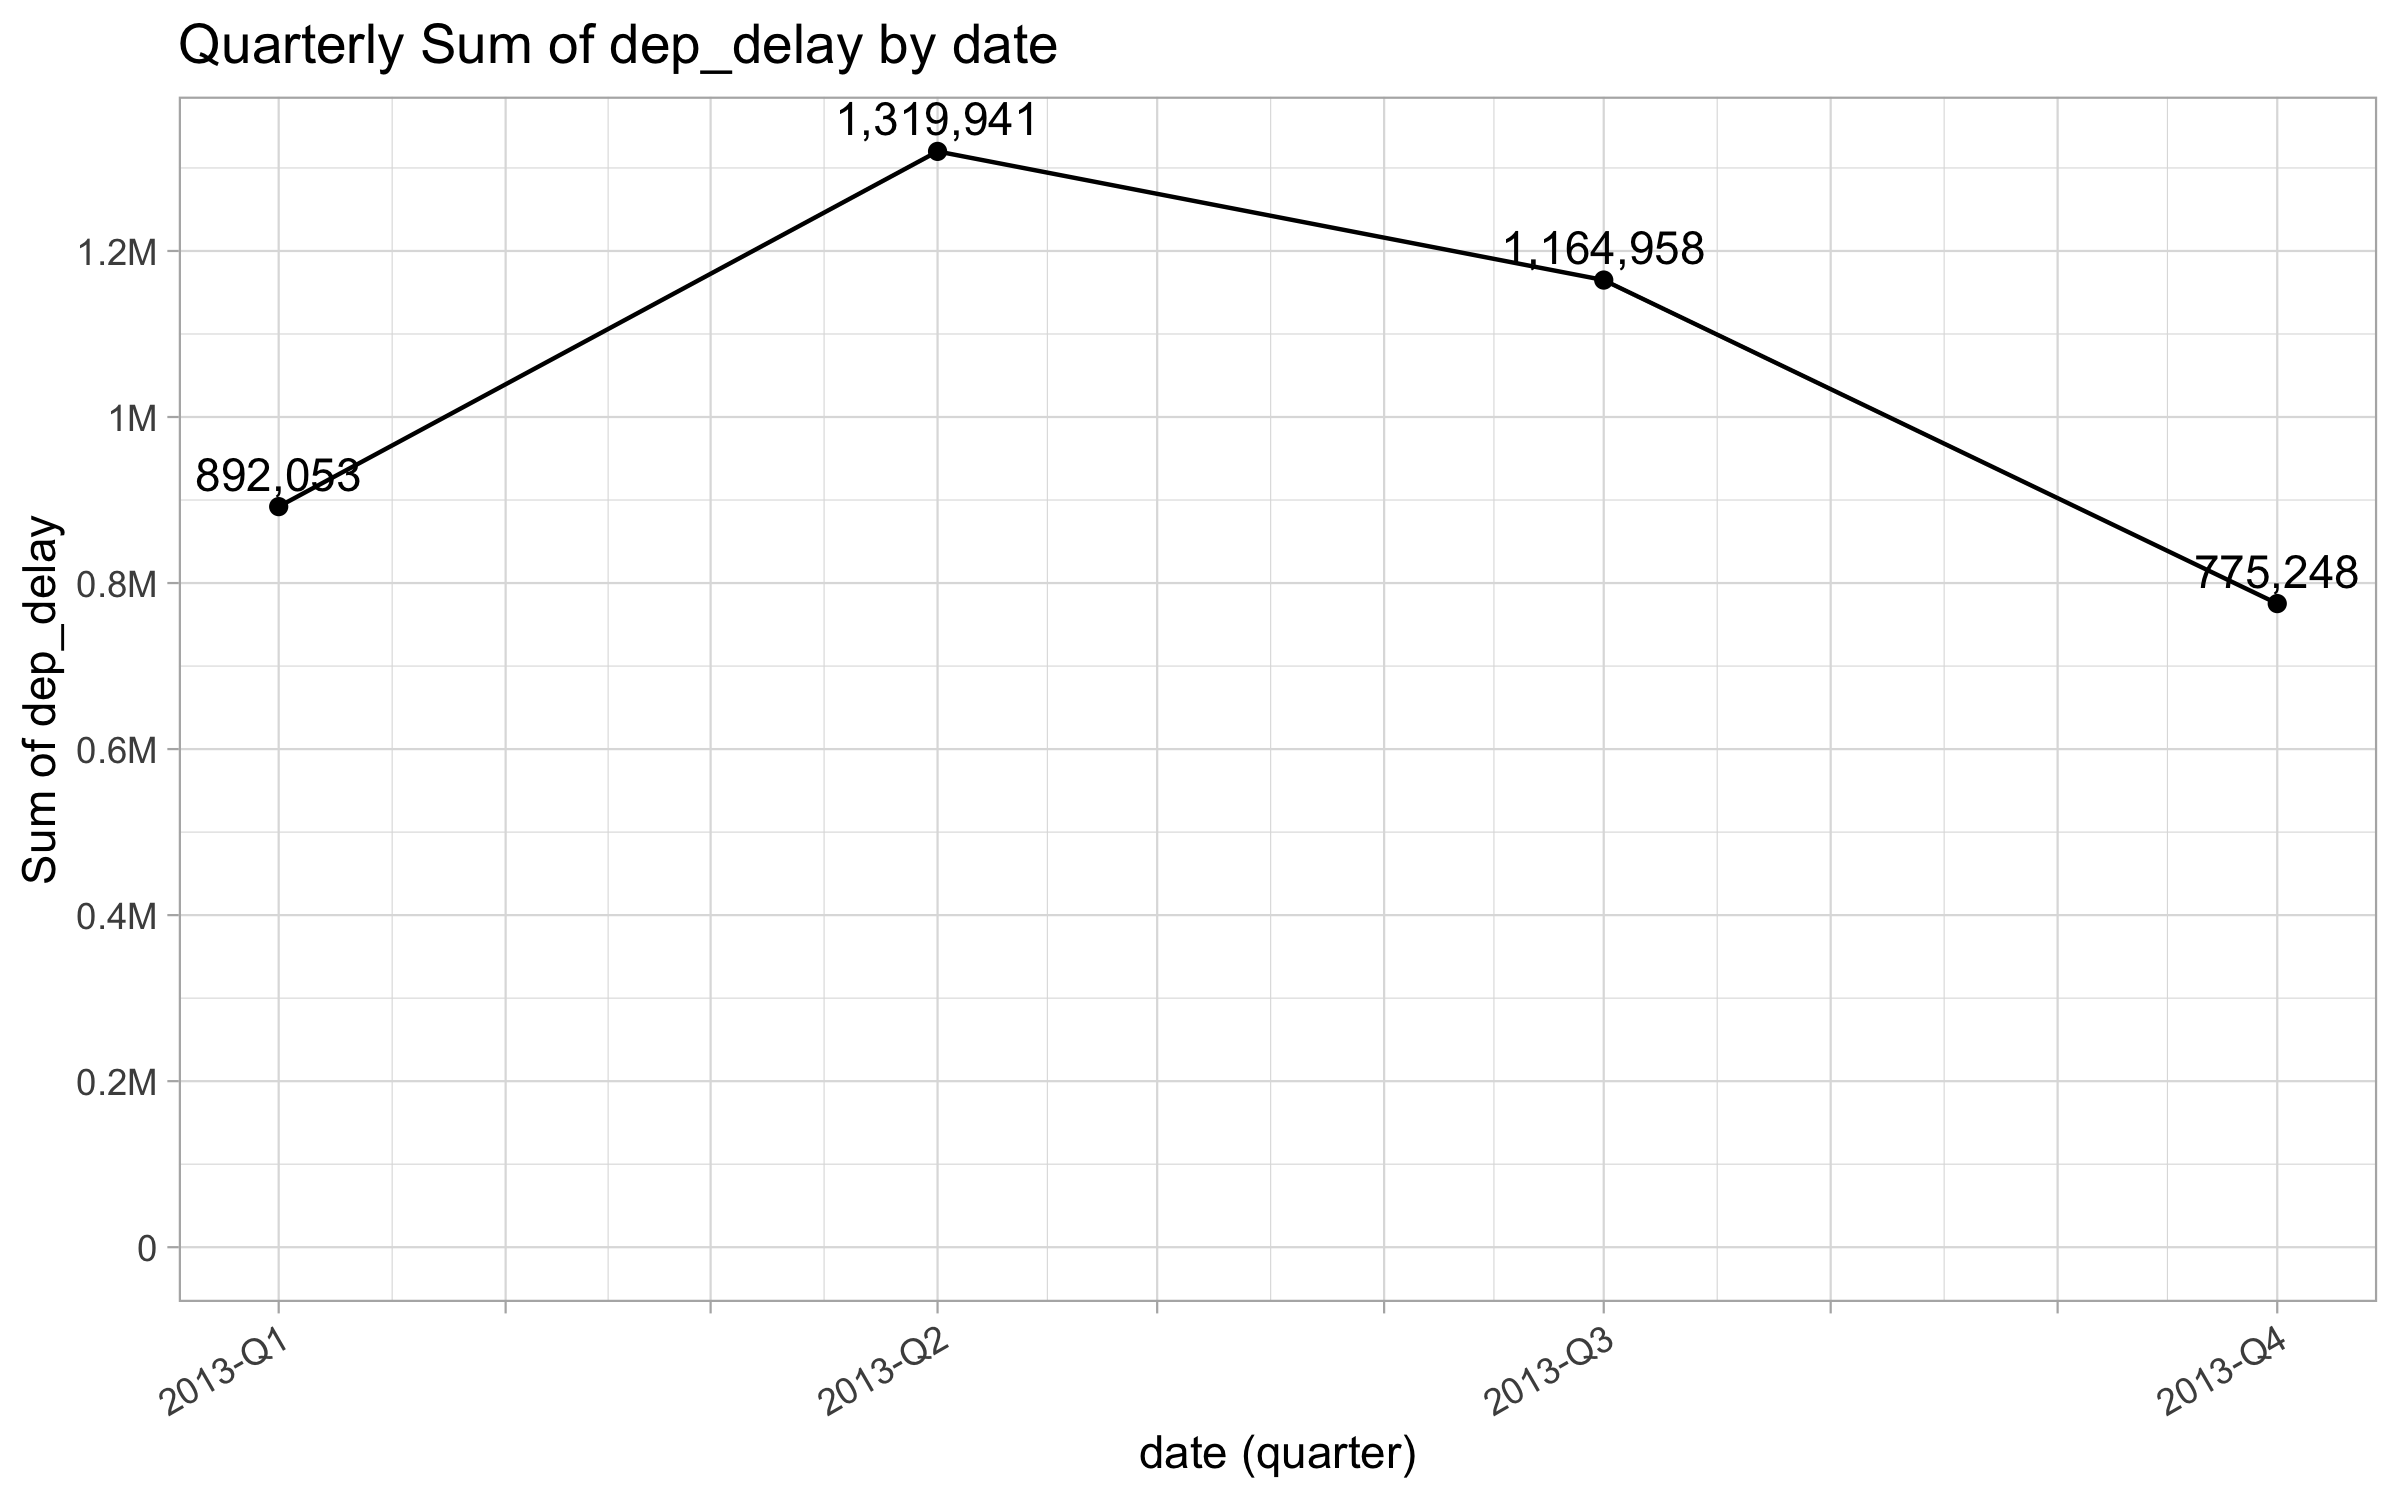 Quarterly Sum of dep_delay by date
1,319,941
1,164,958
892,053
775,248
1.2M
1M
0.8M
0.6M
0.4M
0.2M
0
Sum of dep_delay
2013-Q1
2013-Q2
2013-Q3
2013-Q4
date (quarter)